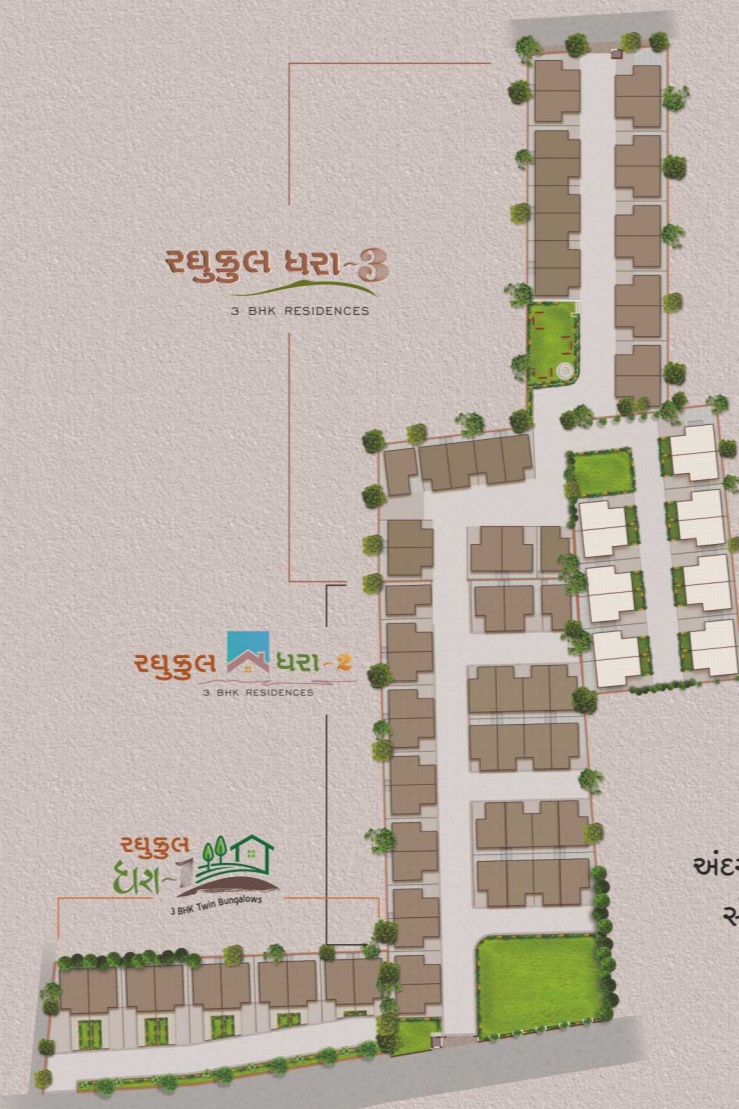 રઘુકુલ ધરા-3
3 BHK RESIDENCES
રઘુકુલ ધરા-2
3 BHK RESIDENCES
રઘુકુલ
ધરા-1
3 BHK Twin Bungalows